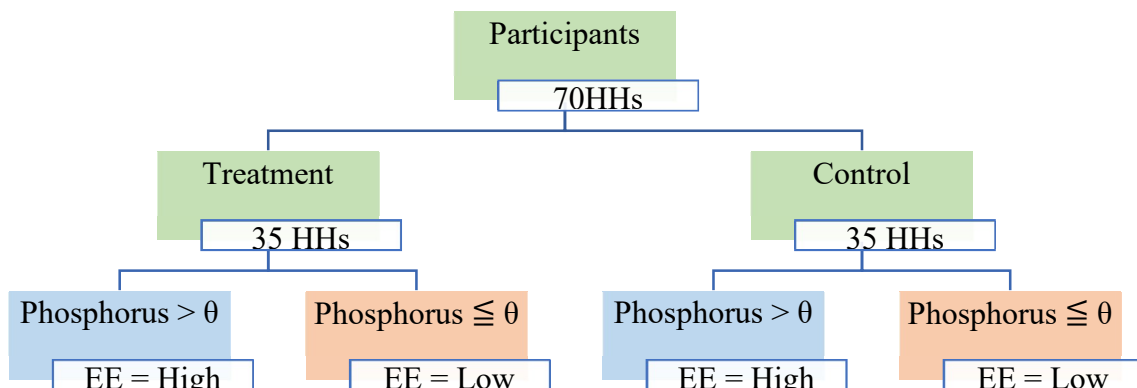 Participants
70HHs
Treatment
Control
35 HHs
35 HHs
Phosphorus > θ
Phosphorus ≦ θ
Phosphorus > θ
Phosphorus ≦ θ
EE = High
EE = Low
EE = High
EE = Low